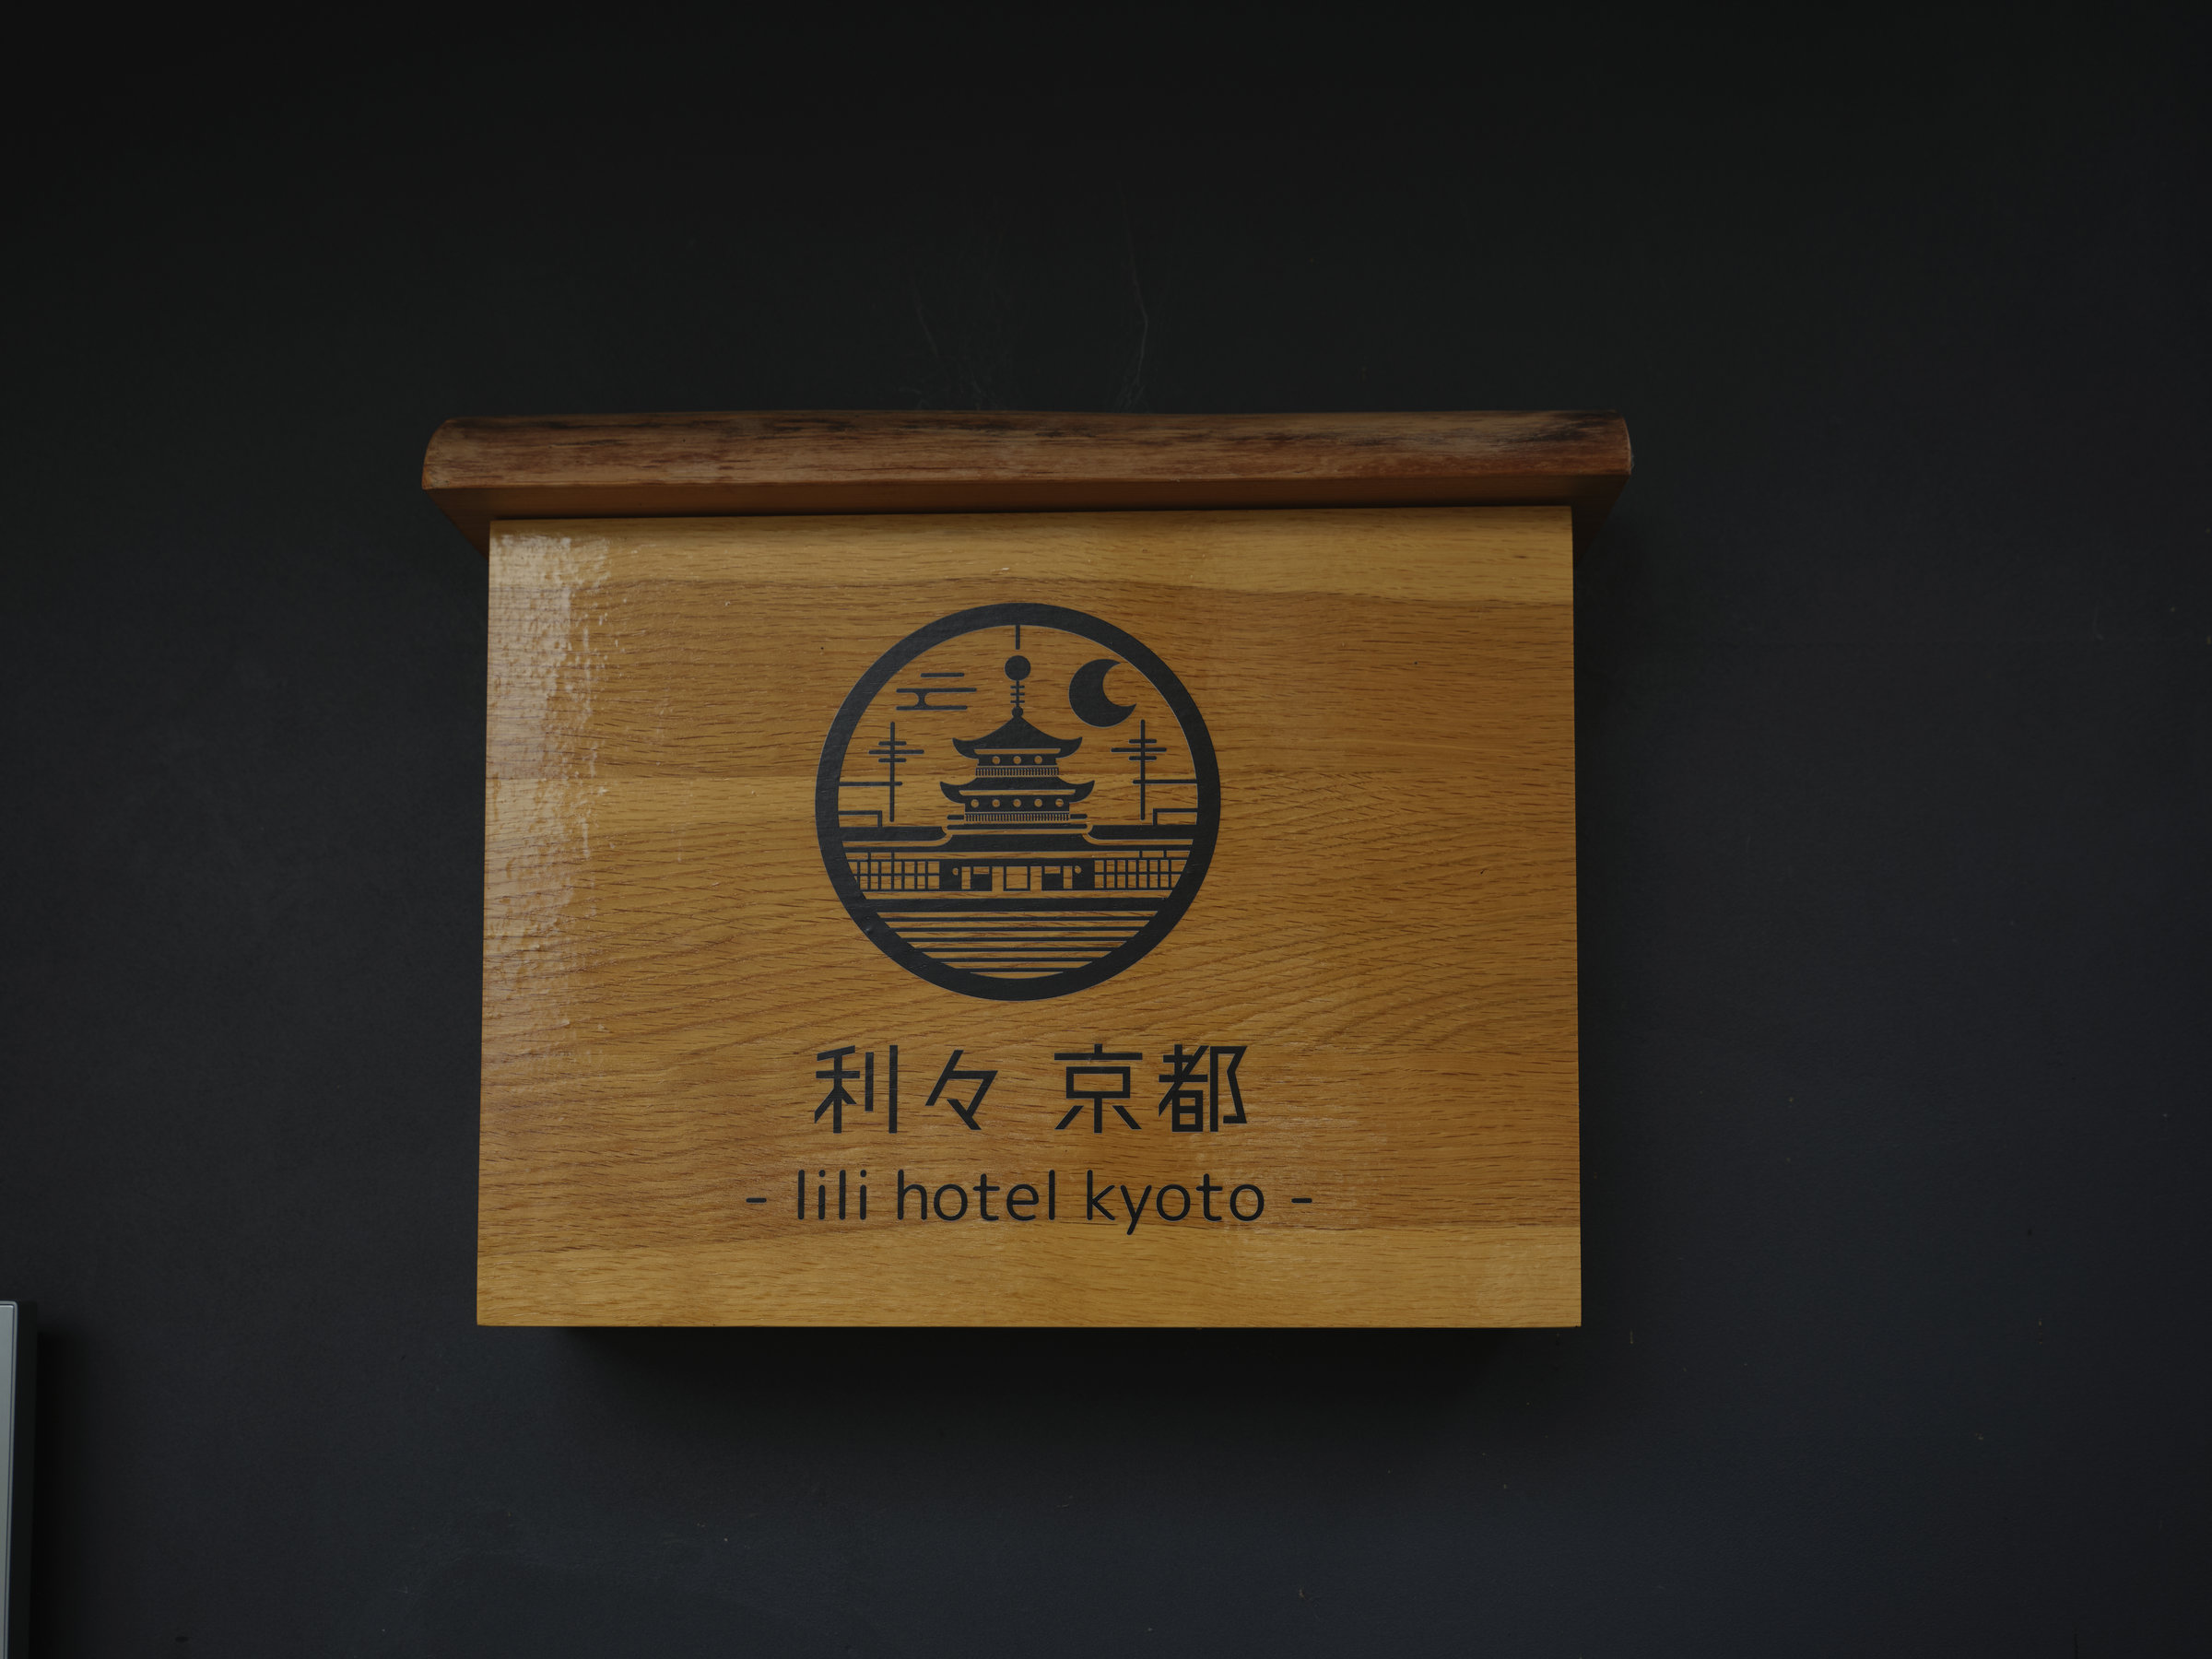 利々 京都
- lili hotel kyoto -